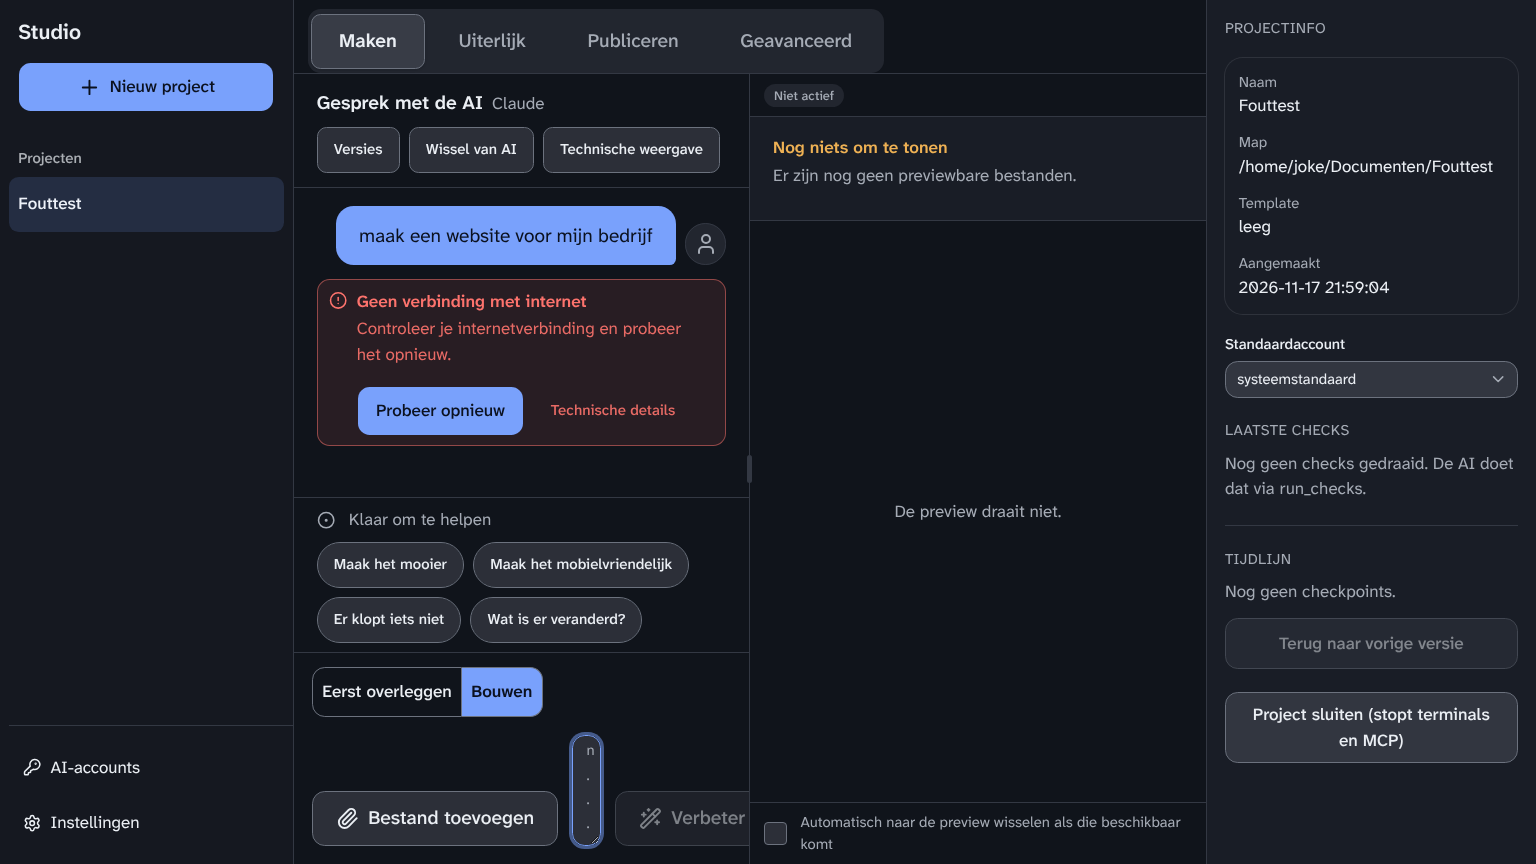 Studio
Nieuw project
Projecten
Fouttest
AI-accounts
Instellingen
Maken
Uiterlijk
Publiceren
Geavanceerd
Gesprek met de AI Claude
Versies
Wissel van AI
Technische weergave
maak een website voor mijn bedrijf
Geen verbinding met internet
Controleer je internetverbinding en probeer
het opnieuw.
Probeer opnieuw
Technische details
Klaar om te helpen
Maak het mooier
Maak het mobielvriendelijk
Er klopt iets niet
Wat is er veranderd?
Eerst overleggen
Bouwen
Bestand toevoegen
n
.
.
.
Verbeter
Niet actief
Nog niets om te tonen
Er zijn nog geen previewbare bestanden.
De preview draait niet.
Automatisch naar de preview wisselen als die beschikbaar
komt
PROJECTINFO
Naam
Fouttest
Map
/home/joke/Documenten/Fouttest
Template
leeg
Aangemaakt
2026-11-17 21:59:04
Standaardaccount
systeemstandaard
LAATSTE CHECKS
Nog geen checks gedraaid. De AI doet
dat via run_checks.
TIJDLIJN
Nog geen checkpoints.
Terug naar vorige versie
Project sluiten (stopt terminals
en MCP)